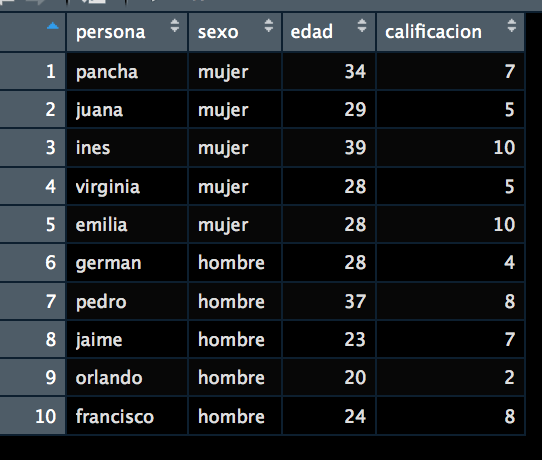 persona sexo edad calificacion
1 pancha mujer 34 7
2 juana mujer 29 5
3 ines mujer 39 10
4 virginia mujer 28 5
5 emilia mujer 28 10
6 german hombre 28 4
7 pedro hombre 37 8
8 jaime hombre 23 7
9 orlando hombre 20 2
10 francisco hombre 24 8